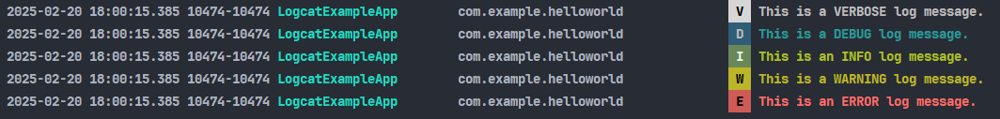 2025-02-20 18:00:15.385 10474-10474 LogcatExampleApp com.example.helloworld V This is a VERBOSE log message.
2025-02-20 18:00:15.385 10474-10474 LogcatExampleApp com.example.helloworld D This is a DEBUG log message.
2025-02-20 18:00:15.385 10474-10474 LogcatExampleApp com.example.helloworld I This is an INFO log message.
2025-02-20 18:00:15.385 10474-10474 LogcatExampleApp com.example.helloworld W This is a WARNING log message.
2025-02-20 18:00:15.385 10474-10474 LogcatExampleApp com.example.helloworld E This is an ERROR log message.